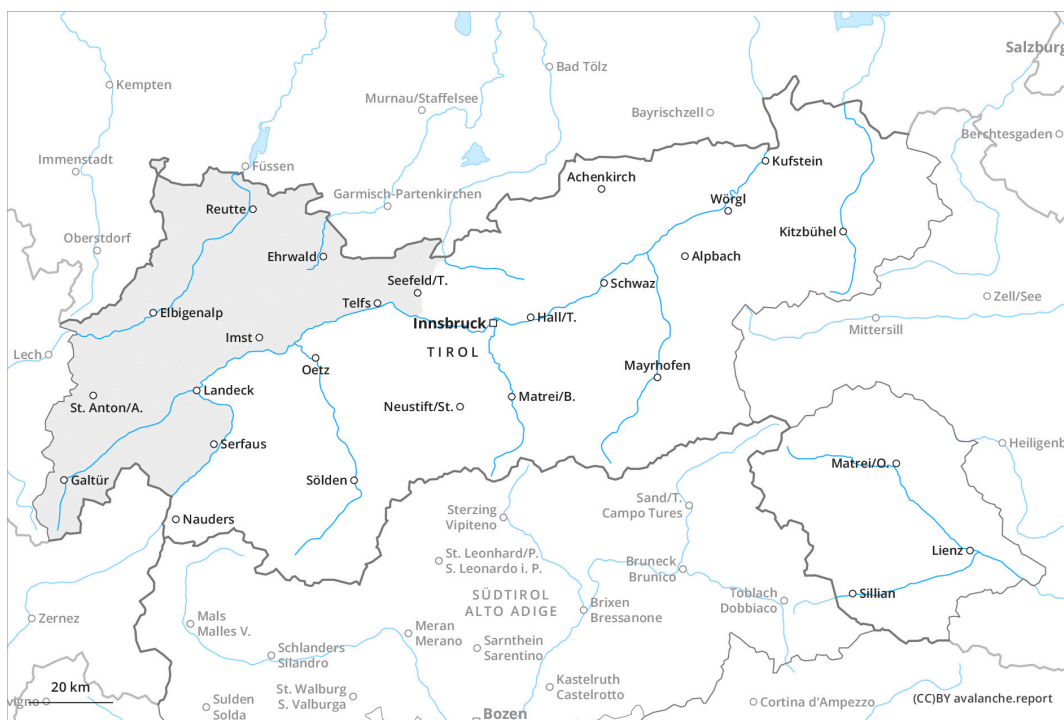 Salzburg
Bad Tölz
Kempten
Murnau/Staffelsee
Bayrischzell
Berchtesgaden
Immenstadt
Füssen
Kufstein
Achenkirch
Garmisch-Partenkirchen
Wörgl
Reutte
Kitzbühel
Oberstdorf
Ehrwald
Alpbach
Seefeld/T.
Schwaz
Zell/See
Telfs
Elbigenalp
Hall/T.
Innsbruck
Mittersill
Imst
TIROL
Lech
Oetz
Mayrhofen
Landeck
Matrei/B.
St. Anton/A.
Neustift/St.
Serfaus
Heiligenb
Matrei/O.
Galtür
Sölden
Sand/T.
Campo Tures
Sterzing
Vipiteno
Nauders
St. Leonhard/P.
S. Leonardo i. P.
Lienz
Bruneck
Brunico
SÜDTIROL
ALTO ADIGE
Toblach
Dobbiaco
Sillian
Brixen
Bressanone
Zernez
Mals
Malles V.
Meran
Merano
Sarnthein
Sarentino
Schlanders
Silandro
Kastelruth
Castelrotto
20 km
St. Walburg
S. Valburga
vigno
Sulden
Solda
Cortina d'Ampezzo
(CC)BY avalanche.report
Bozen